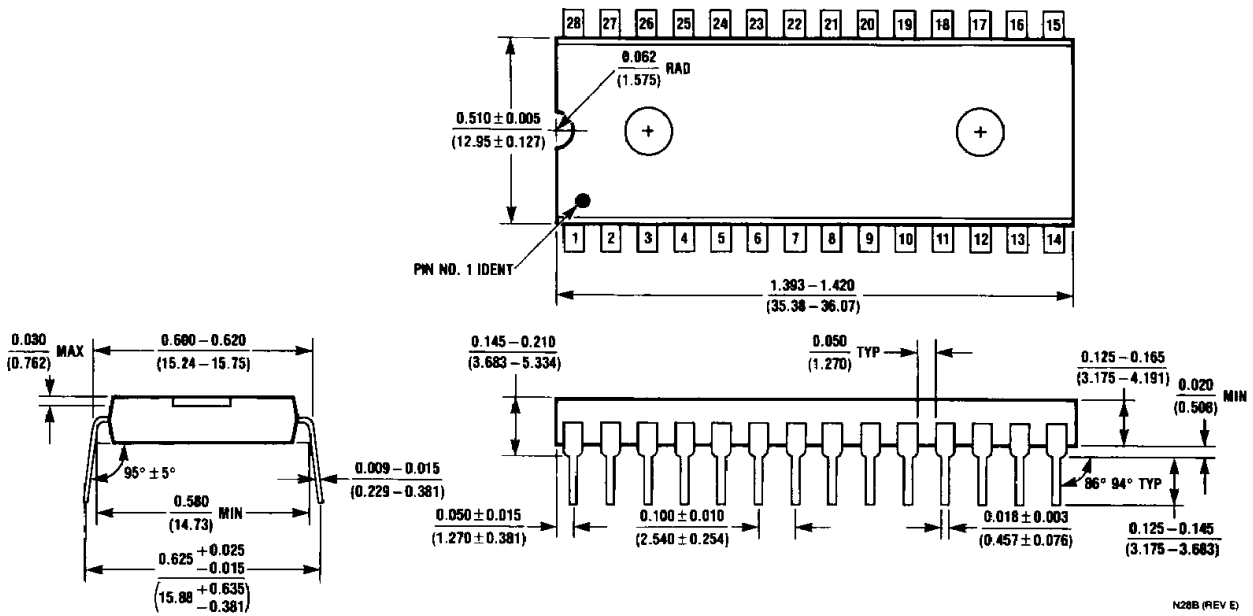 28 27 26 25 24 23 22 21 20 19 18 17 16 15
0.062
(1.575) RAD
0.510 ± 0.005
(12.95 ± 0.127)
PIN NO. 1 IDENT
1 2 3 4 5 6 7 8 9 10 11 12 13 14
1.393 – 1.420
(35.38 – 36.07)
0.030
(0.762) MAX
0.600 – 0.620
(15.24 – 15.75)
95° ± 5°
0.580
(14.73) MIN
0.009 – 0.015
(0.229 – 0.381)
0.625 +0.025 −0.015
(15.88 +0.635 −0.381)
0.145 – 0.210
(3.683 – 5.334)
0.050
(1.270) TYP
0.125 – 0.165
(3.175 – 4.191)
0.020
(0.508) MIN
86° 94° TYP
0.050 ± 0.015
(1.270 ± 0.381)
0.100 ± 0.010
(2.540 ± 0.254)
0.018 ± 0.003
(0.457 ± 0.076)
0.125 – 0.145
(3.175 – 3.683)
N28B (REV E)